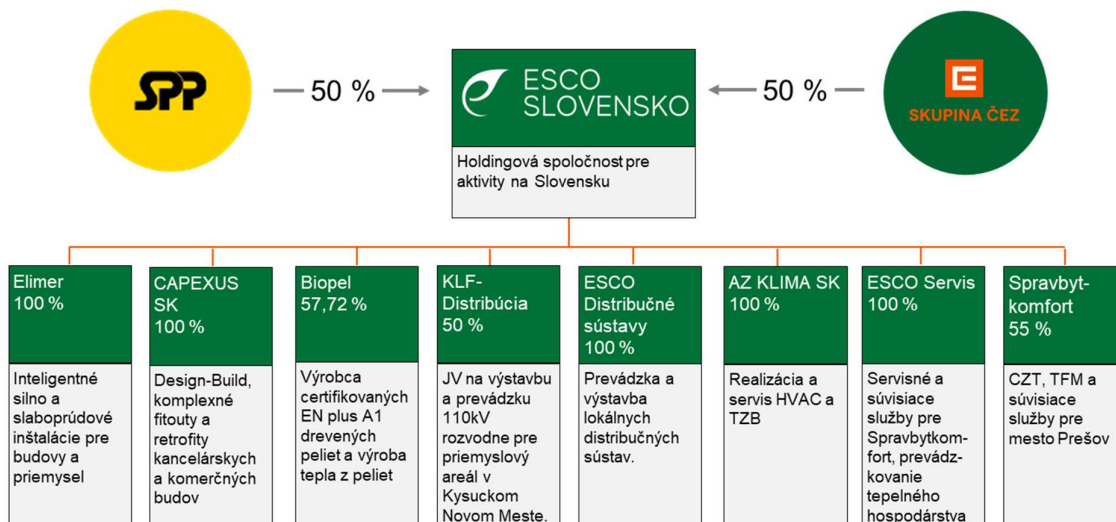 SPP
50 %
ESCO
SLOVENSKO
50 %
SKUPINA ČEZ
Holdingová spoločnosť pre
aktivity na Slovensku
Elimer
100 %
Inteligentné
silno a
slaboprúdové
inštalácie pre
budovy a
priemysel
CAPEXUS
SK
100 %
Design-Build,
komplexné
fitouty a
retrofity
kancelárskych
a komerčných
budov
Biopel
57,72 %
Výrobca
certifikovaných
EN plus A1
drevených
peliet a výroba
tepla z peliet
KLF-
Distribúcia
50 %
JV na výstavbu
a prevádzku
110kV
rozvodne pre
priemyslový
areál v
Kysuckom
Novom Meste.
ESCO
Distribučné
sústavy
100 %
Prevádzka a
výstavba
lokálnych
distribučných
sústav.
AZ KLIMA SK
100 %
Realizácia a
servis HVAC a
TZB
ESCO Servis
100 %
Servisné a
súvisiace
služby pre
Spravbytkom-
fort, prevádz-
kovanie
tepelného
hospodárstva
Spravbyt-
komfort
55 %
CZT, TFM a
súvisiace
služby pre
mesto Prešov